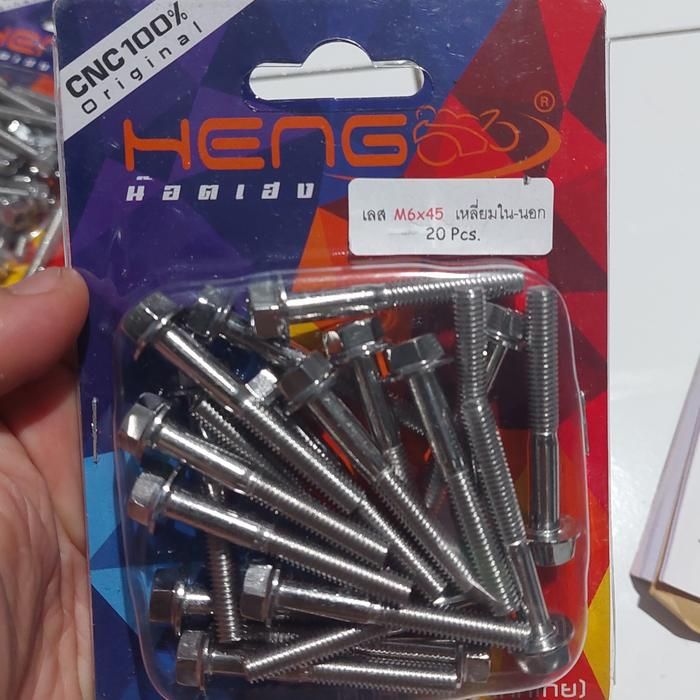 CNC100%
Original
HENG
®
น๊อตเฮง
เลส M6x45 เหลี่ยมใน-นอก
20 Pcs.